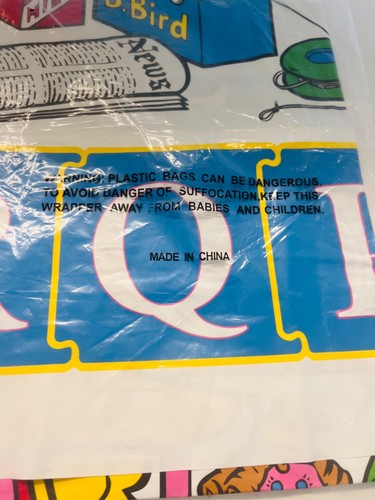 B.Bird
News
WARNING: PLASTIC BAGS CAN BE DANGEROUS.
TO AVOID DANGER OF SUFFOCATION,KEEP THIS
WRAPPER AWAY FROM BABIES AND CHILDREN.
MADE IN CHINA
Q